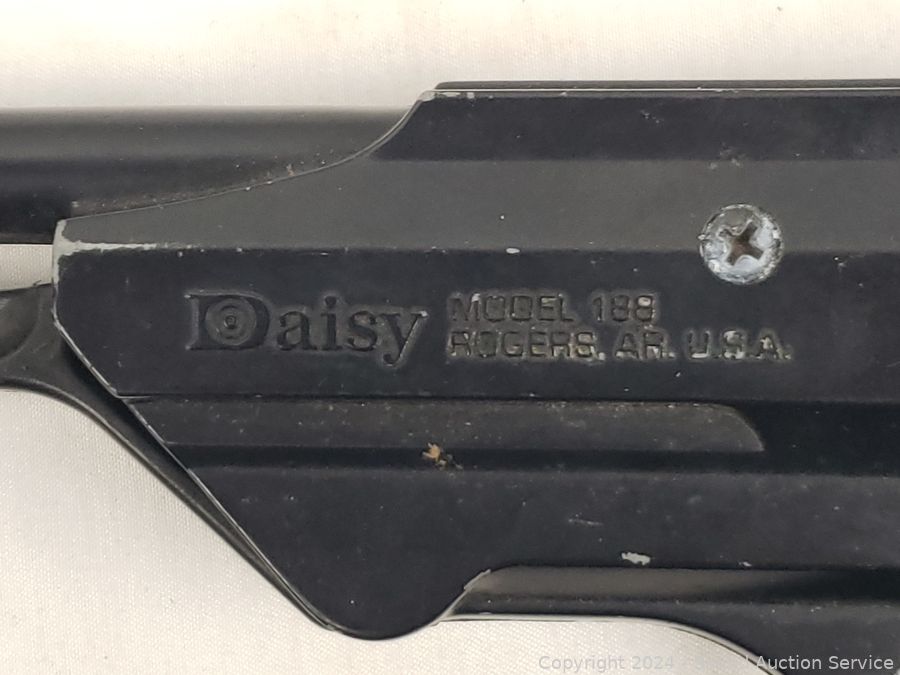 Daisy
MODEL 188
ROGERS, AR. U.S.A.
Copyright 2024 Auction Service